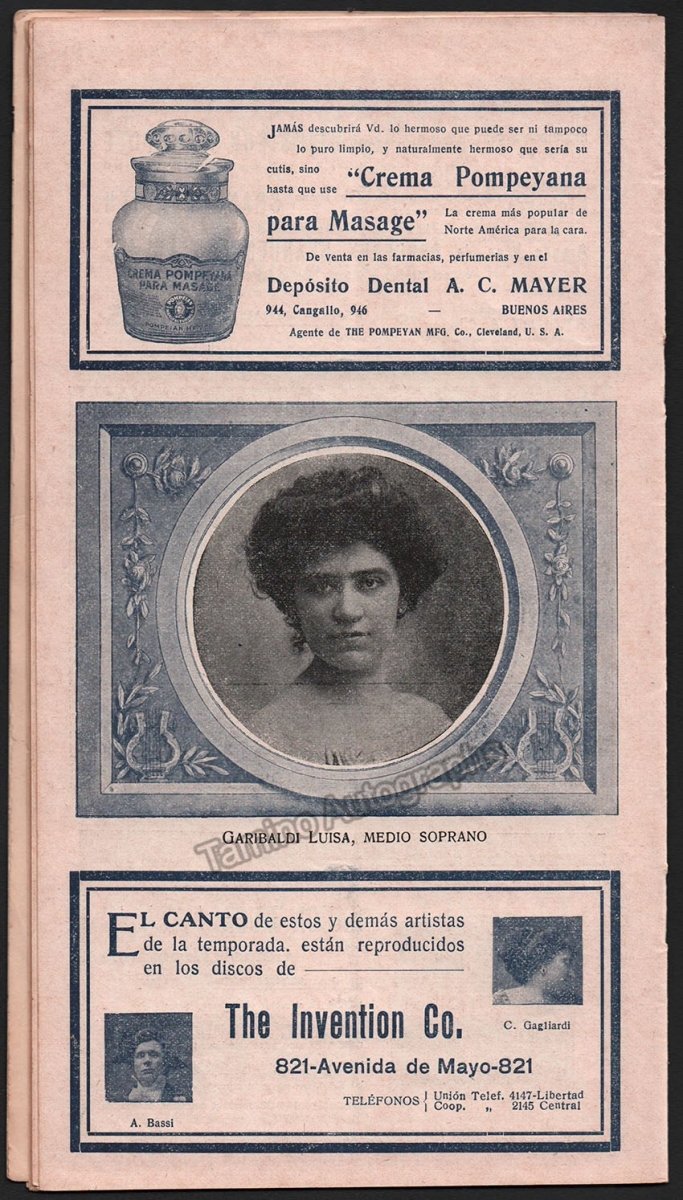 JAMÁS descubrirá Vd. lo hermoso que puede ser ni tampoco
lo puro limpio, y naturalmente hermoso que sería su
cutis, sino
hasta que use "Crema Pompeyana
para Masage" La crema más popular de
Norte América para la cara.
De venta en las farmacias, perfumerias y en el
Depósito Dental A. C. MAYER
944, Cangallo, 946 — BUENOS AIRES
Agente de THE POMPEYAN MFG. Co., Cleveland, U. S. A.
CREMA POMPEYANA
PARA MASAGE
GARIBALDI LUISA, MEDIO SOPRANO
Tamino Autographs
EL CANTO de estos y demás artistas
de la temporada. están reproducidos
en los discos de
The Invention Co.
C. Gagliardi
821-Avenida de Mayo-821
TELÉFONOS Unión Telef. 4147-Libertad
Coop. „ 2145 Central
A. Bassi